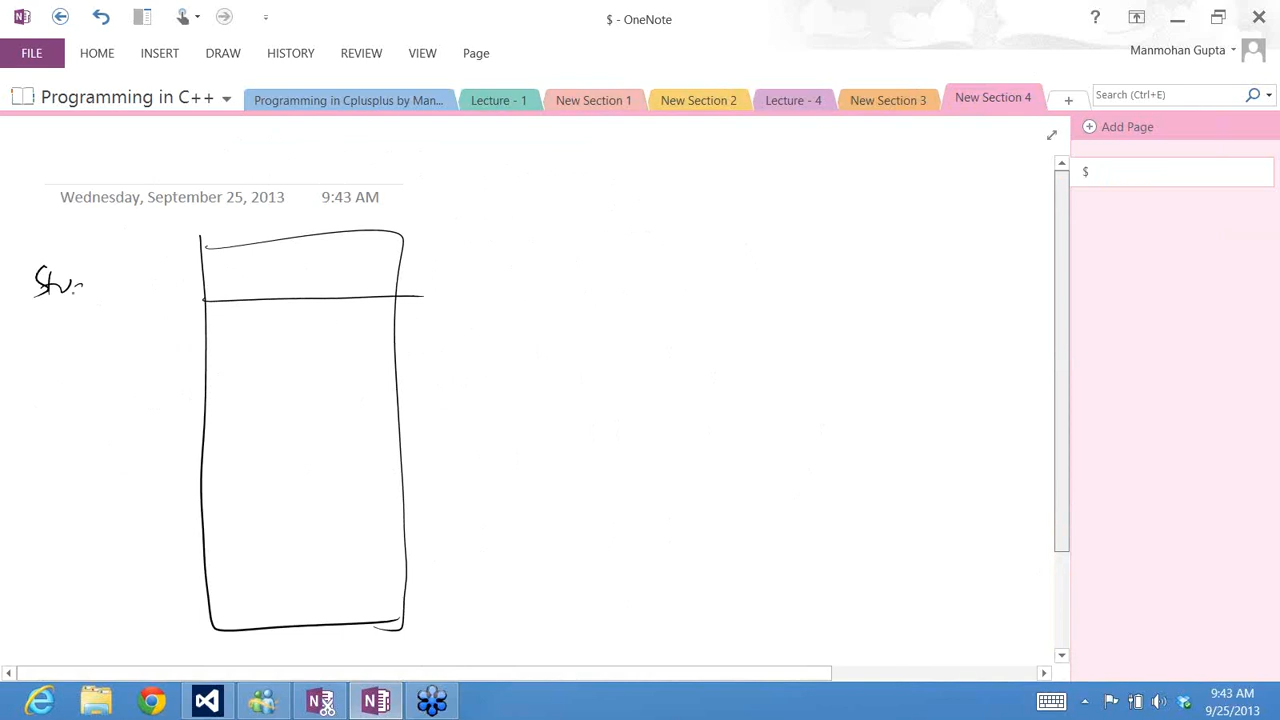 $ - OneNote
Manmohan Gupta
FILE HOME INSERT DRAW HISTORY REVIEW VIEW Page
Programming in C++
Programming in Cplusplus by Man... Lecture - 1 New Section 1 New Section 2 Lecture - 4 New Section 3 New Section 4
Search (Ctrl+E)
Add Page
$
Wednesday, September 25, 2013 9:43 AM
9:43 AM
9/25/2013